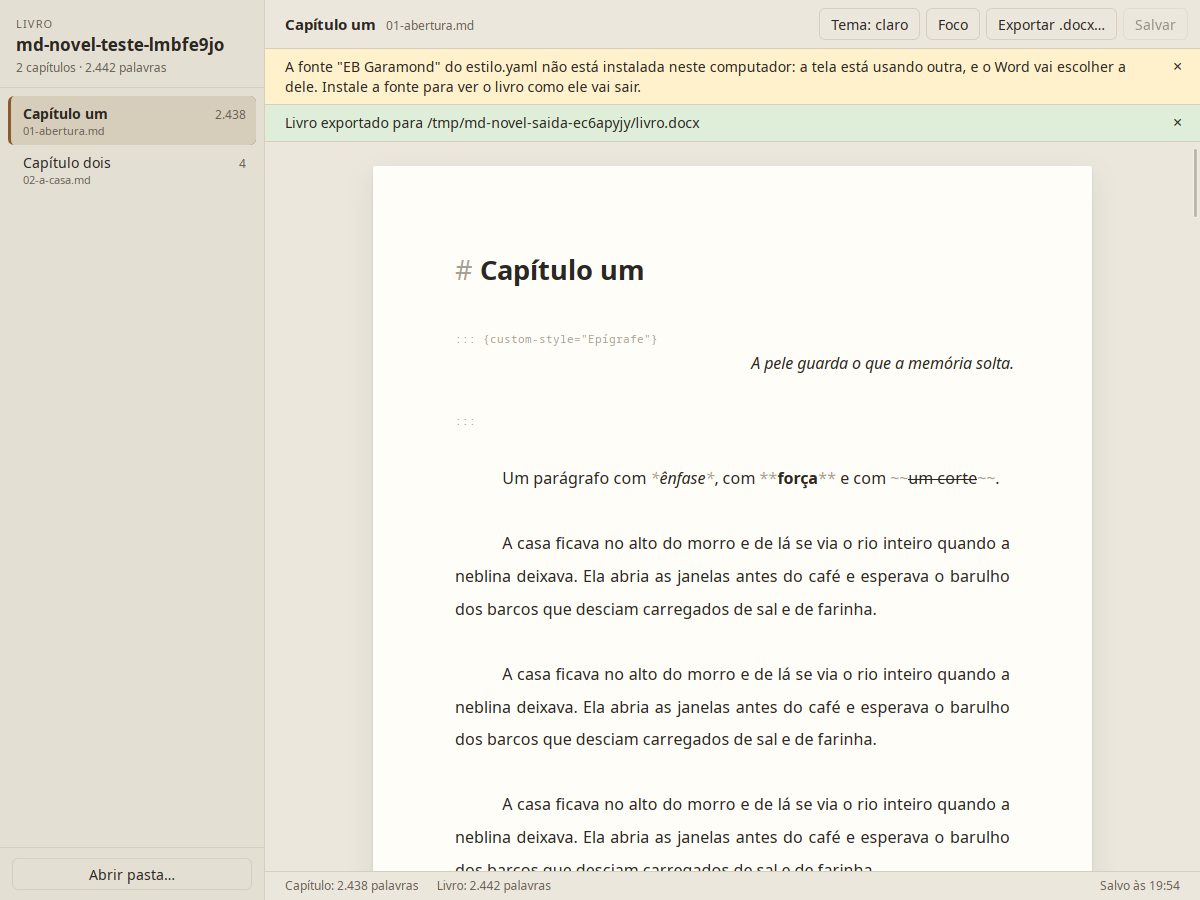 LIVRO
md-novel-teste-lmbfe9jo
2 capítulos · 2.442 palavras
Capítulo um 2.438
01-abertura.md
Capítulo dois 4
02-a-casa.md
Abrir pasta...
Capítulo um 01-abertura.md
Tema: claro
Foco
Exportar .docx...
Salvar
A fonte "EB Garamond" do estilo.yaml não está instalada neste computador: a tela está usando outra, e o Word vai escolher a ×
dele. Instale a fonte para ver o livro como ele vai sair.
Livro exportado para /tmp/md-novel-saida-ec6apyjy/livro.docx ×
# Capítulo um
::: {custom-style="Epígrafe"}
A pele guarda o que a memória solta.
:::
Um parágrafo com *ênfase*, com **força** e com ~~um corte~~.
A casa ficava no alto do morro e de lá se via o rio inteiro quando a
neblina deixava. Ela abria as janelas antes do café e esperava o barulho
dos barcos que desciam carregados de sal e de farinha.
A casa ficava no alto do morro e de lá se via o rio inteiro quando a
neblina deixava. Ela abria as janelas antes do café e esperava o barulho
dos barcos que desciam carregados de sal e de farinha.
A casa ficava no alto do morro e de lá se via o rio inteiro quando a
neblina deixava. Ela abria as janelas antes do café e esperava o barulho
dos barcos que desciam carregados de sal e de farinha.
Capítulo: 2.438 palavras Livro: 2.442 palavras Salvo às 19:54